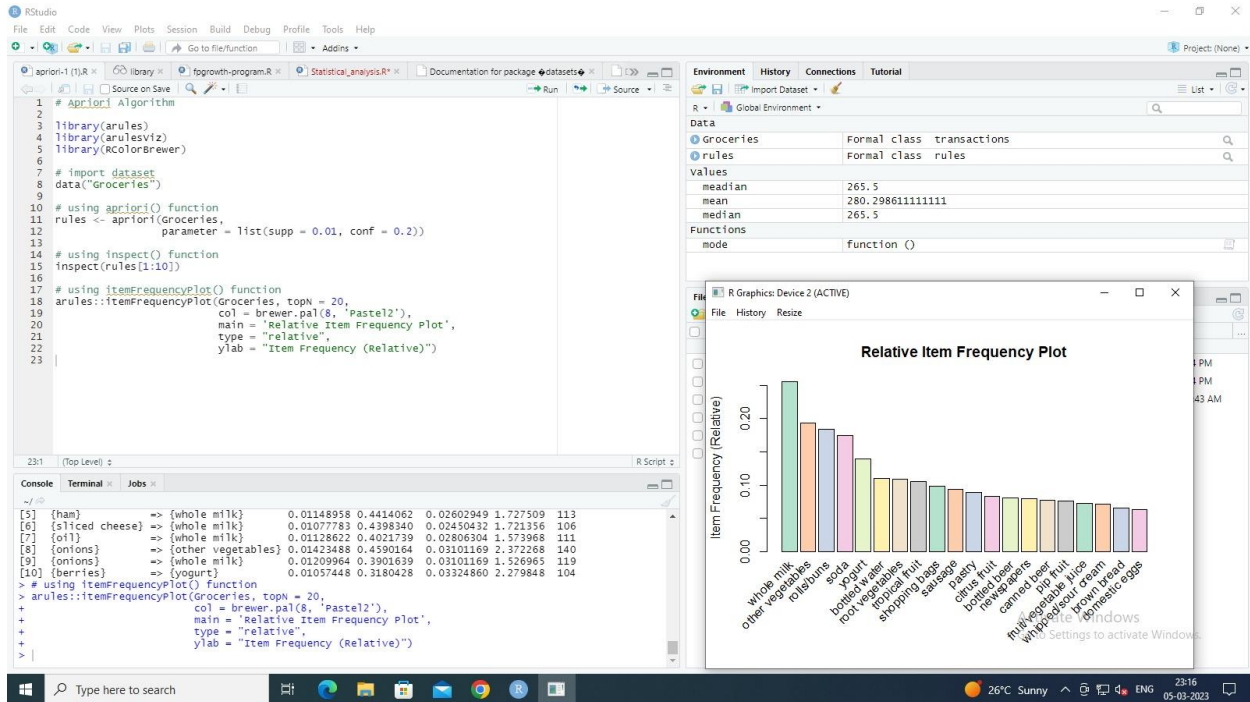 RStudio
File Edit Code View Plots Session Build Debug Profile Tools Help
Go to file/function Addins
Project: (None)
apriori-1 (1).R library fpgrowth-program.R Statistical_analysis.R* Documentation for package �datasets�
Source on Save Run Source
1 # Apriori Algorithm
2
3 library(arules)
4 library(arulesViz)
5 library(RColorBrewer)
6
7 # import dataset
8 data("Groceries")
9
10 # using apriori() function
11 rules <- apriori(Groceries,
12 parameter = list(supp = 0.01, conf = 0.2))
13
14 # using inspect() function
15 inspect(rules[1:10])
16
17 # using itemFrequencyPlot() function
18 arules::itemFrequencyPlot(Groceries, topN = 20,
19 col = brewer.pal(8, 'Pastel2'),
20 main = 'Relative Item Frequency Plot',
21 type = "relative",
22 ylab = "Item Frequency (Relative)")
23
23:1 (Top Level) R Script
Console Terminal Jobs
~/
[5] {ham} => {whole milk} 0.01148958 0.4414062 0.02602949 1.727509 113
[6] {sliced cheese} => {whole milk} 0.01077783 0.4398340 0.02450432 1.721356 106
[7] {oil} => {whole milk} 0.01128622 0.4021739 0.02806304 1.573968 111
[8] {onions} => {other vegetables} 0.01423488 0.4590164 0.03101169 2.372268 140
[9] {onions} => {whole milk} 0.01209964 0.3901639 0.03101169 1.526965 119
[10] {berries} => {yogurt} 0.01057448 0.3180428 0.03324860 2.279848 104
> # using itemFrequencyPlot() function
> arules::itemFrequencyPlot(Groceries, topN = 20,
+ col = brewer.pal(8, 'Pastel2'),
+ main = 'Relative Item Frequency Plot',
+ type = "relative",
+ ylab = "Item Frequency (Relative)")
>
Environment History Connections Tutorial
Import Dataset List
R Global Environment
Data
Groceries Formal class transactions
rules Formal class rules
Values
meadian 265.5
mean 280.298611111111
median 265.5
Functions
mode function ()
File
4 PM
4 PM
43 AM
R Graphics: Device 2 (ACTIVE)
File History Resize
Relative Item Frequency Plot
Item Frequency (Relative)
0.20
0.10
0.00
whole milk
other vegetables
rolls/buns
soda
yogurt
bottled water
root vegetables
tropical fruit
shopping bags
sausage
pastry
citrus fruit
bottled beer
newspapers
canned beer
pip fruit
fruit/vegetable juice
whipped/sour cream
brown bread
domestic eggs
Activate Windows
Go to Settings to activate Windows.
Type here to search
26°C Sunny ENG 23:16
05-03-2023